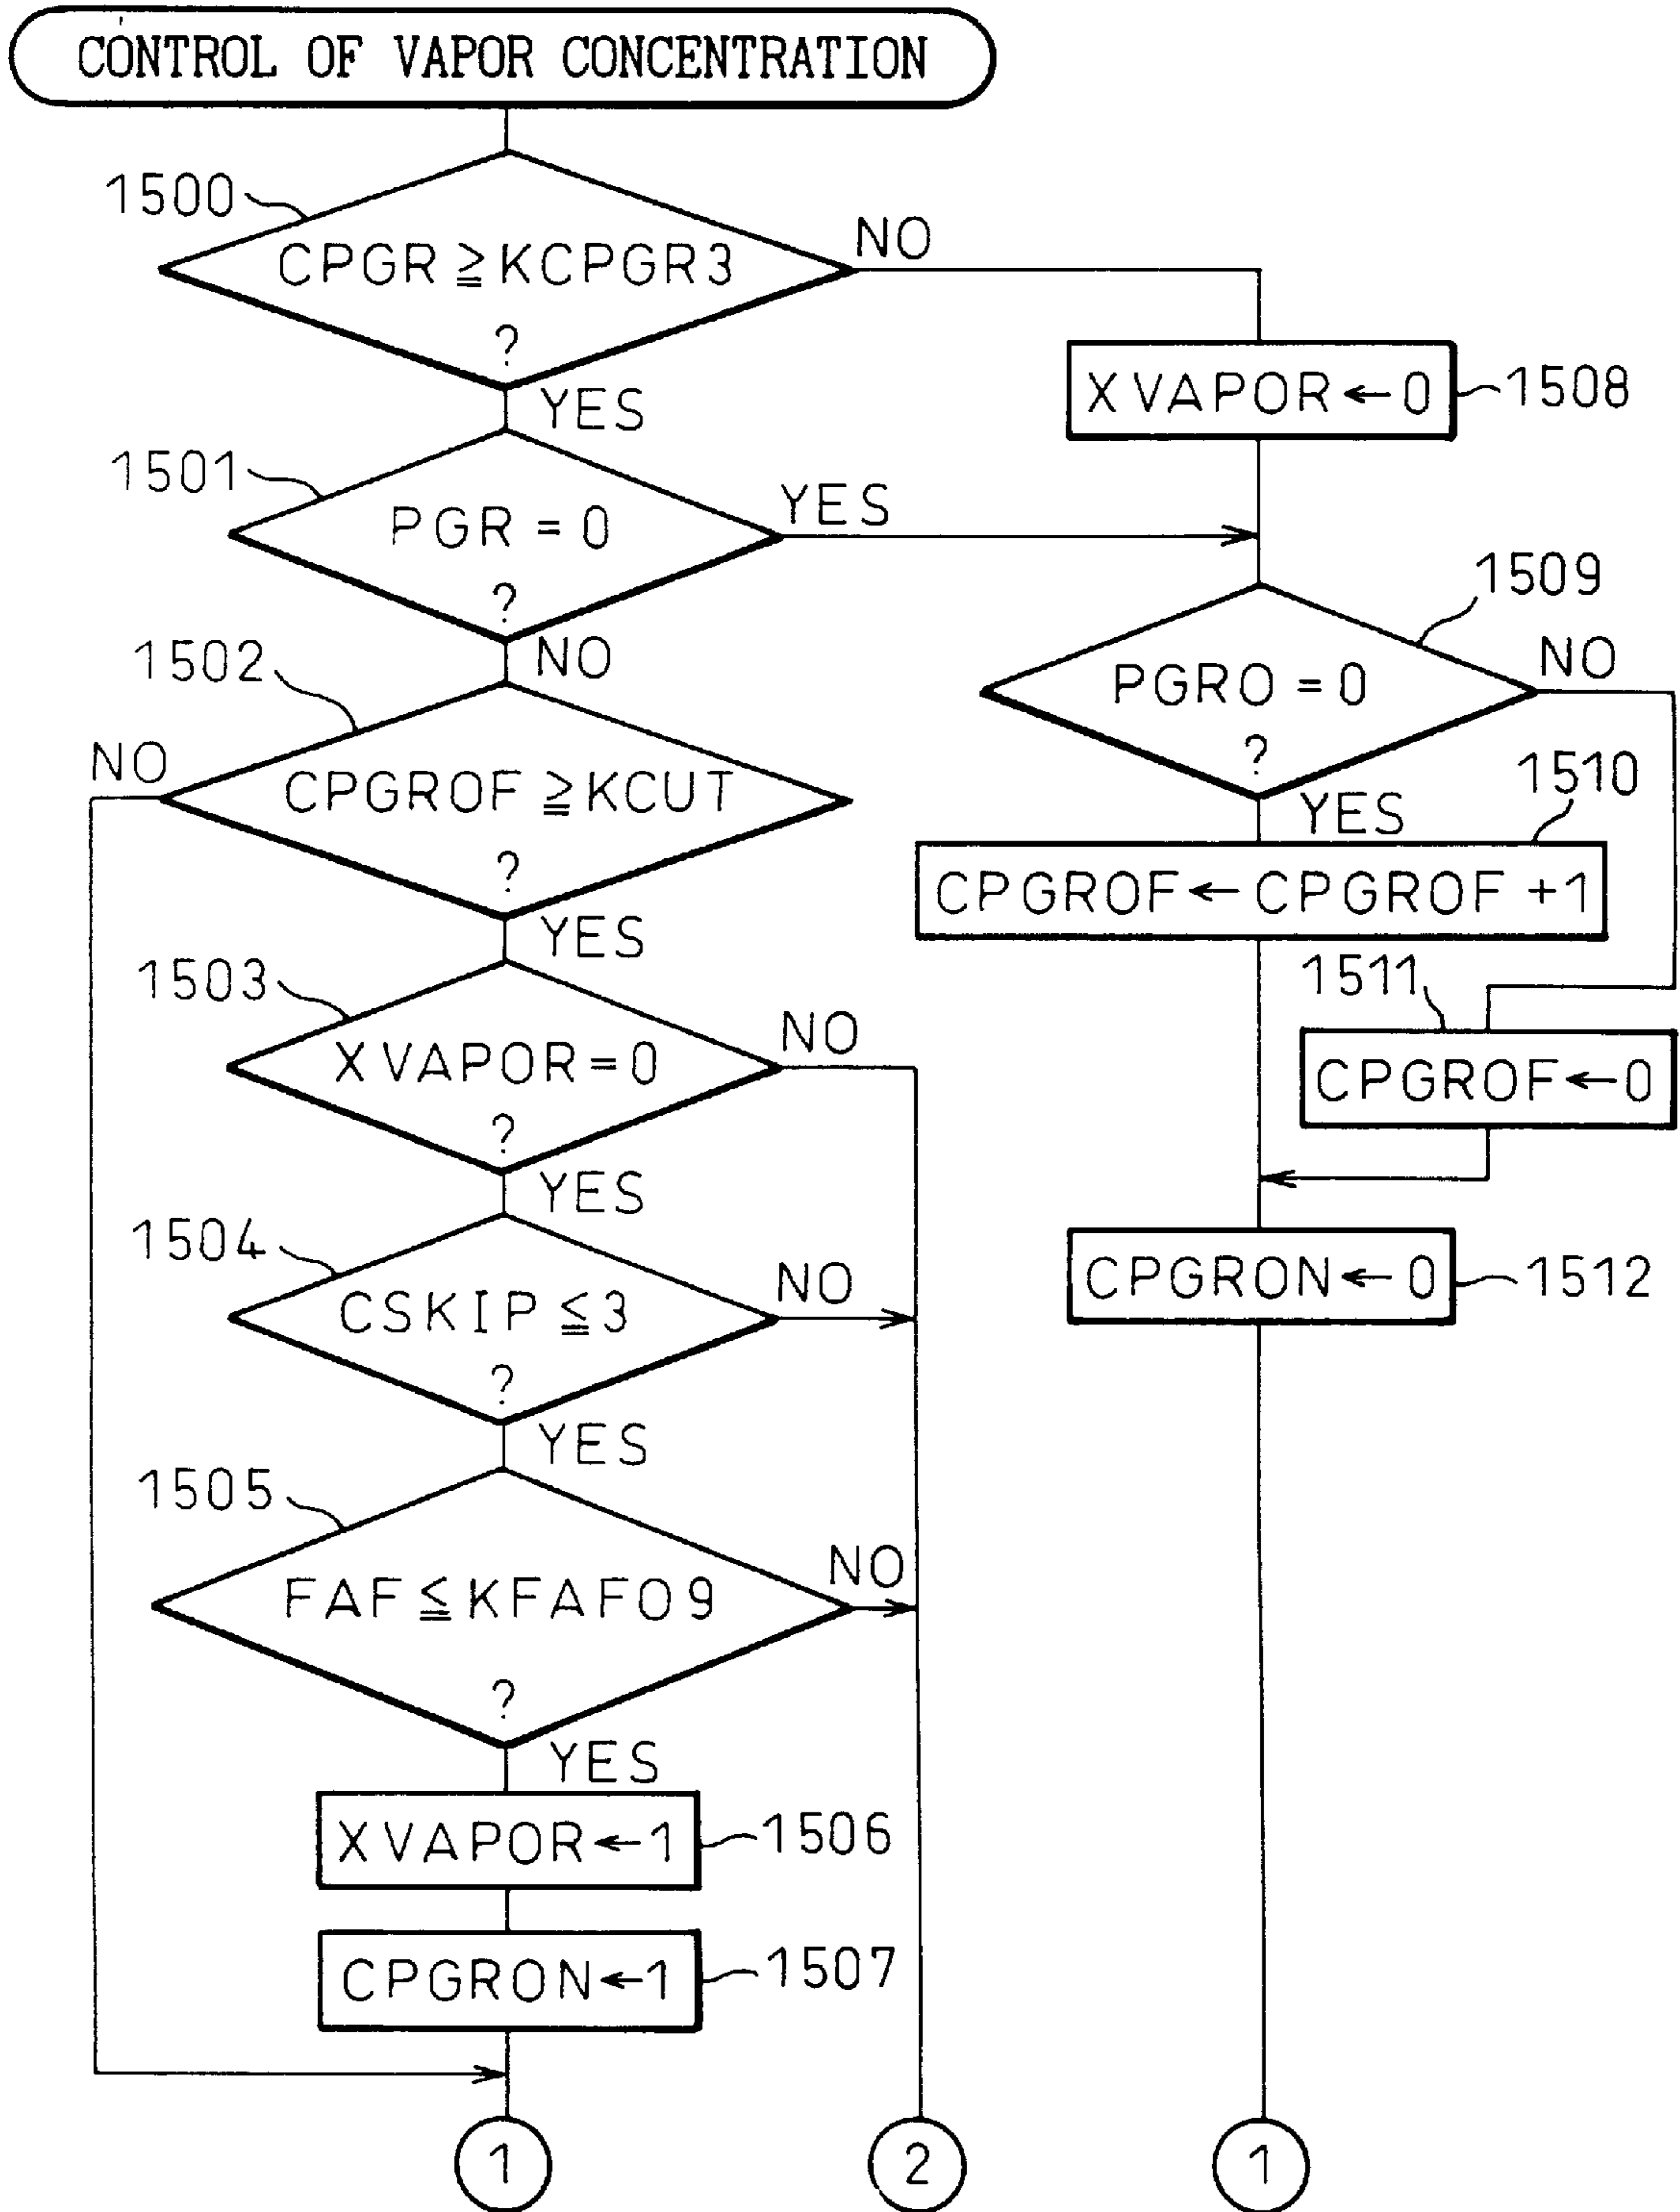 CONTROL OF VAPOR CONCENTRATION
1500
CPGR ≧ KCPGR3
?
NO
YES
XVAPOR ← 0
1508
1501
PGR = 0
?
YES
NO
1509
PGRO = 0
?
NO
YES
1502
CPGROF ≧ KCUT
?
NO
YES
1510
CPGROF ← CPGROF + 1
1503
XVAPOR = 0
?
NO
YES
1511
CPGROF ← 0
1504
CSKIP ≦ 3
?
NO
YES
CPGRON ← 0
1512
1505
FAF ≦ KFAFO9
?
NO
YES
XVAPOR ← 1
1506
CPGRON ← 1
1507
1
2
1